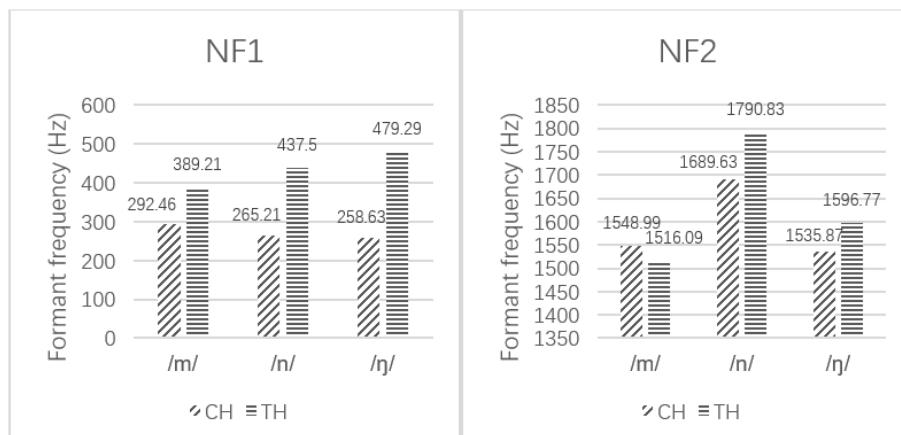 NF1
Formant frequency (Hz)
600
500
400
300
200
100
0
292.46
389.21
265.21
437.5
258.63
479.29
/m/
/n/
/ŋ/
CH
TH
NF2
Formant frequency (Hz)
1850
1800
1750
1700
1650
1600
1550
1500
1450
1400
1350
1548.99
1516.09
1689.63
1790.83
1535.87
1596.77
/m/
/n/
/ŋ/
CH
TH